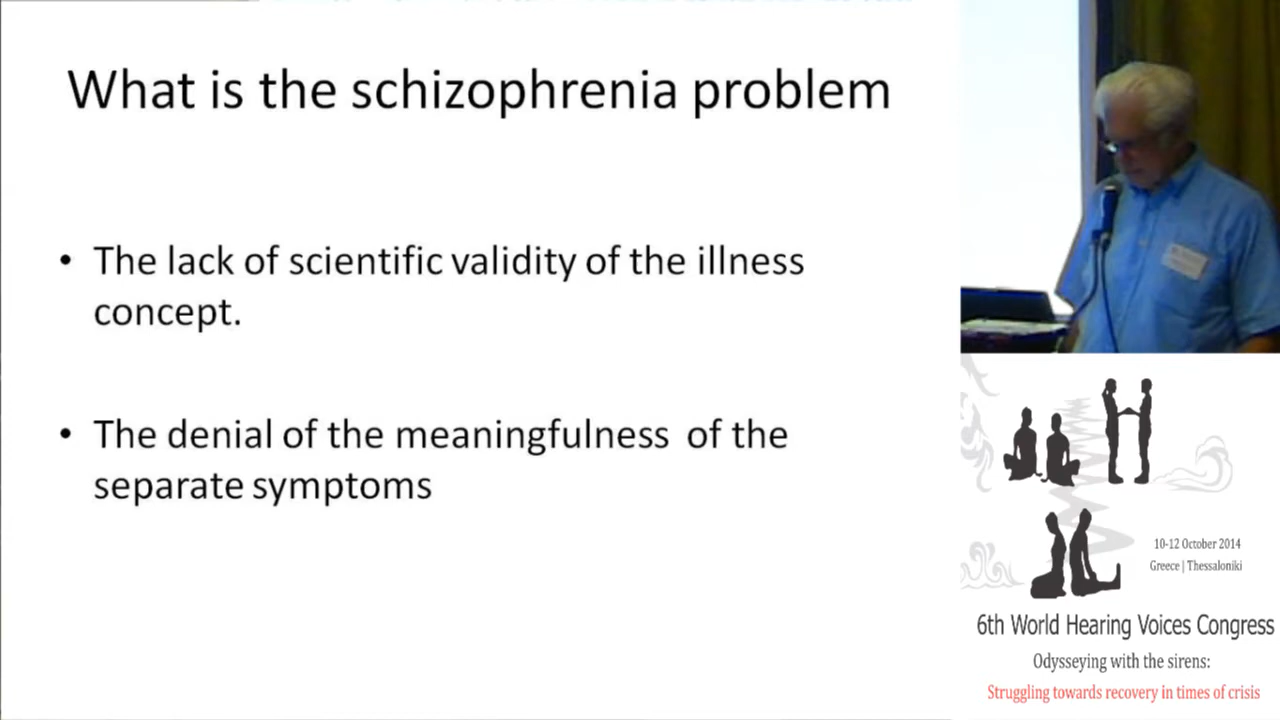 What is the schizophrenia problem
• The lack of scientific validity of the illness
concept.
• The denial of the meaningfulness of the
separate symptoms
10-12 October 2014
Greece | Thessaloniki
6th World Hearing Voices Congress
Odysseying with the sirens:
Struggling towards recovery in times of crisis